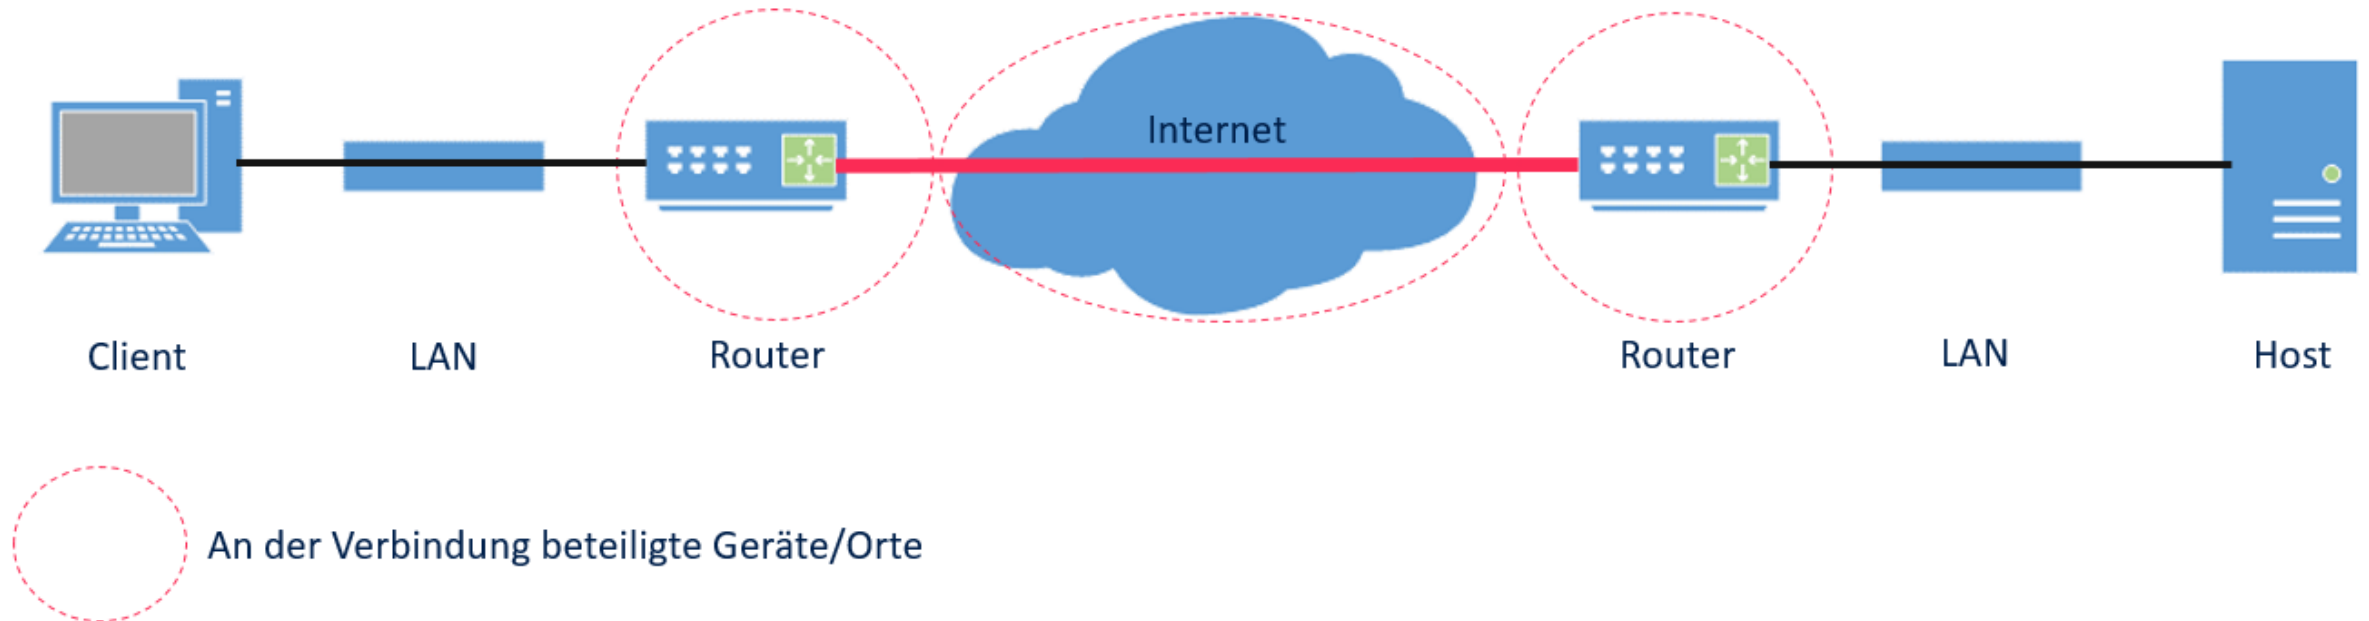 Internet
Client
LAN
Router
Router
LAN
Host
An der Verbindung beteiligte Geräte/Orte